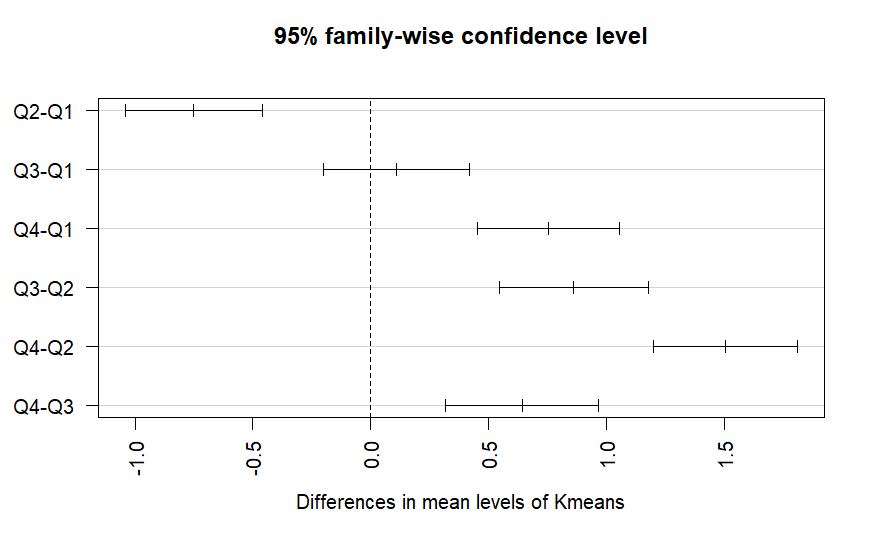 95% family-wise confidence level
Q2-Q1
Q3-Q1
Q4-Q1
Q3-Q2
Q4-Q2
Q4-Q3
-1.0 -0.5 0.0 0.5 1.0 1.5
Differences in mean levels of Kmeans